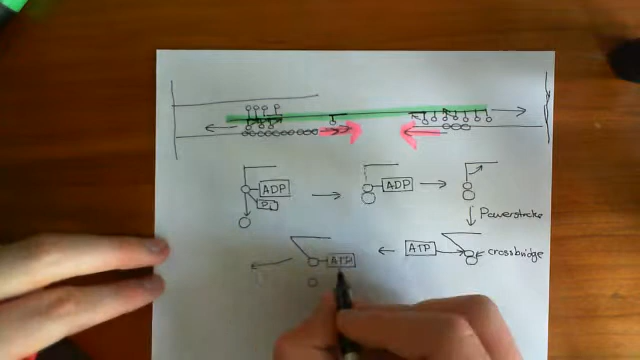 ADP
Pi
ADP
Powerstroke
ATP
crossbridge
ATP